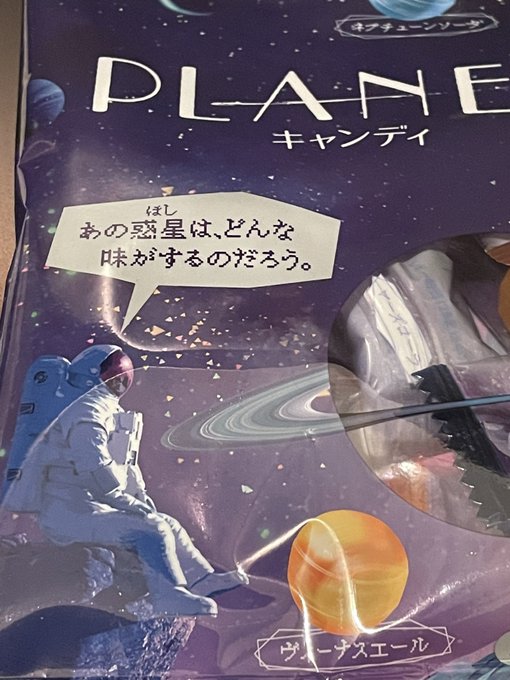 ネプチューンソーダ
PLANE
キャンディ
ほし
あの惑星は、どんな
味がするのだろう。
ヴィーナスエール